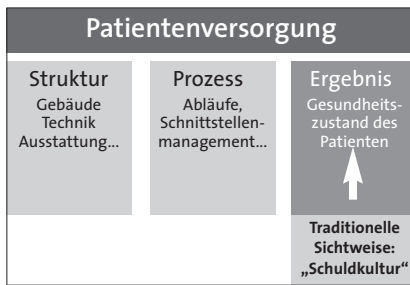 Patientenversorgung
Struktur
Gebäude
Technik
Ausstattung...
Prozess
Abläufe,
Schnittstellen-
management...
Ergebnis
Gesundheits-
zustand des
Patienten
Traditionelle
Sichtweise:
„Schuldkultur“